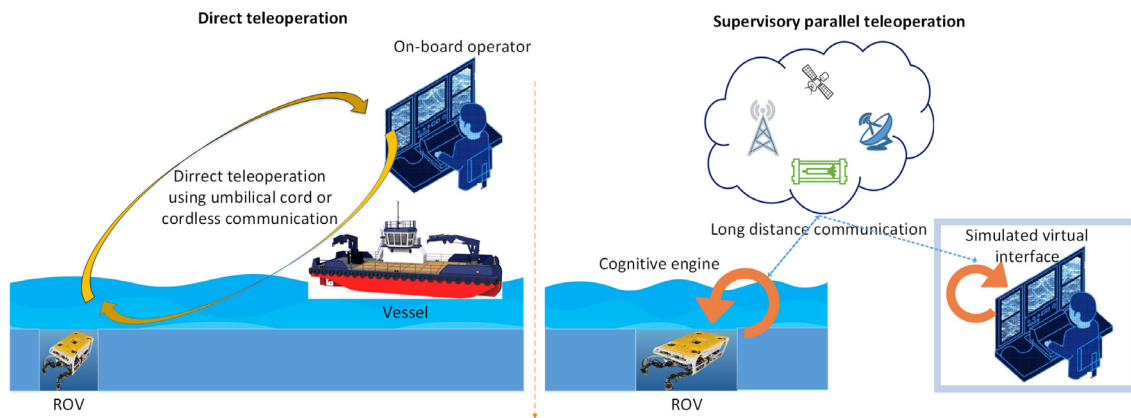 Direct teleoperation
On-board operator
Dirrect teleoperation
using umbilical cord or
cordless communication
Vessel
ROV
Supervisory parallel teleoperation
Long distance communication
Cognitive engine
Simulated virtual
interface
ROV